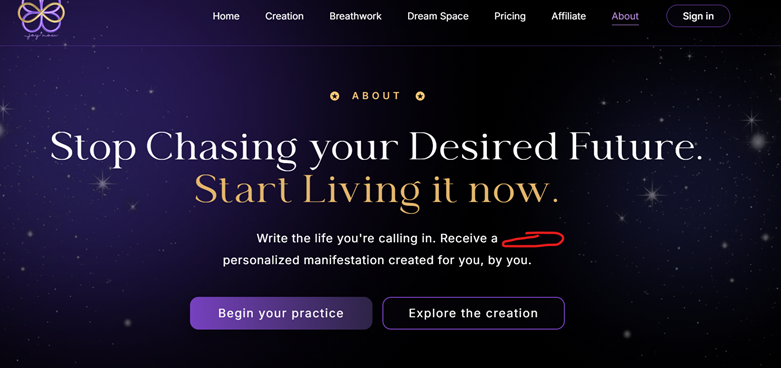 Home Creation Breathwork Dream Space Pricing Affiliate About Sign in
ABOUT
Stop Chasing your Desired Future.
Start Living it now.
Write the life you're calling in. Receive a
personalized manifestation created for you, by you.
Begin your practice Explore the creation